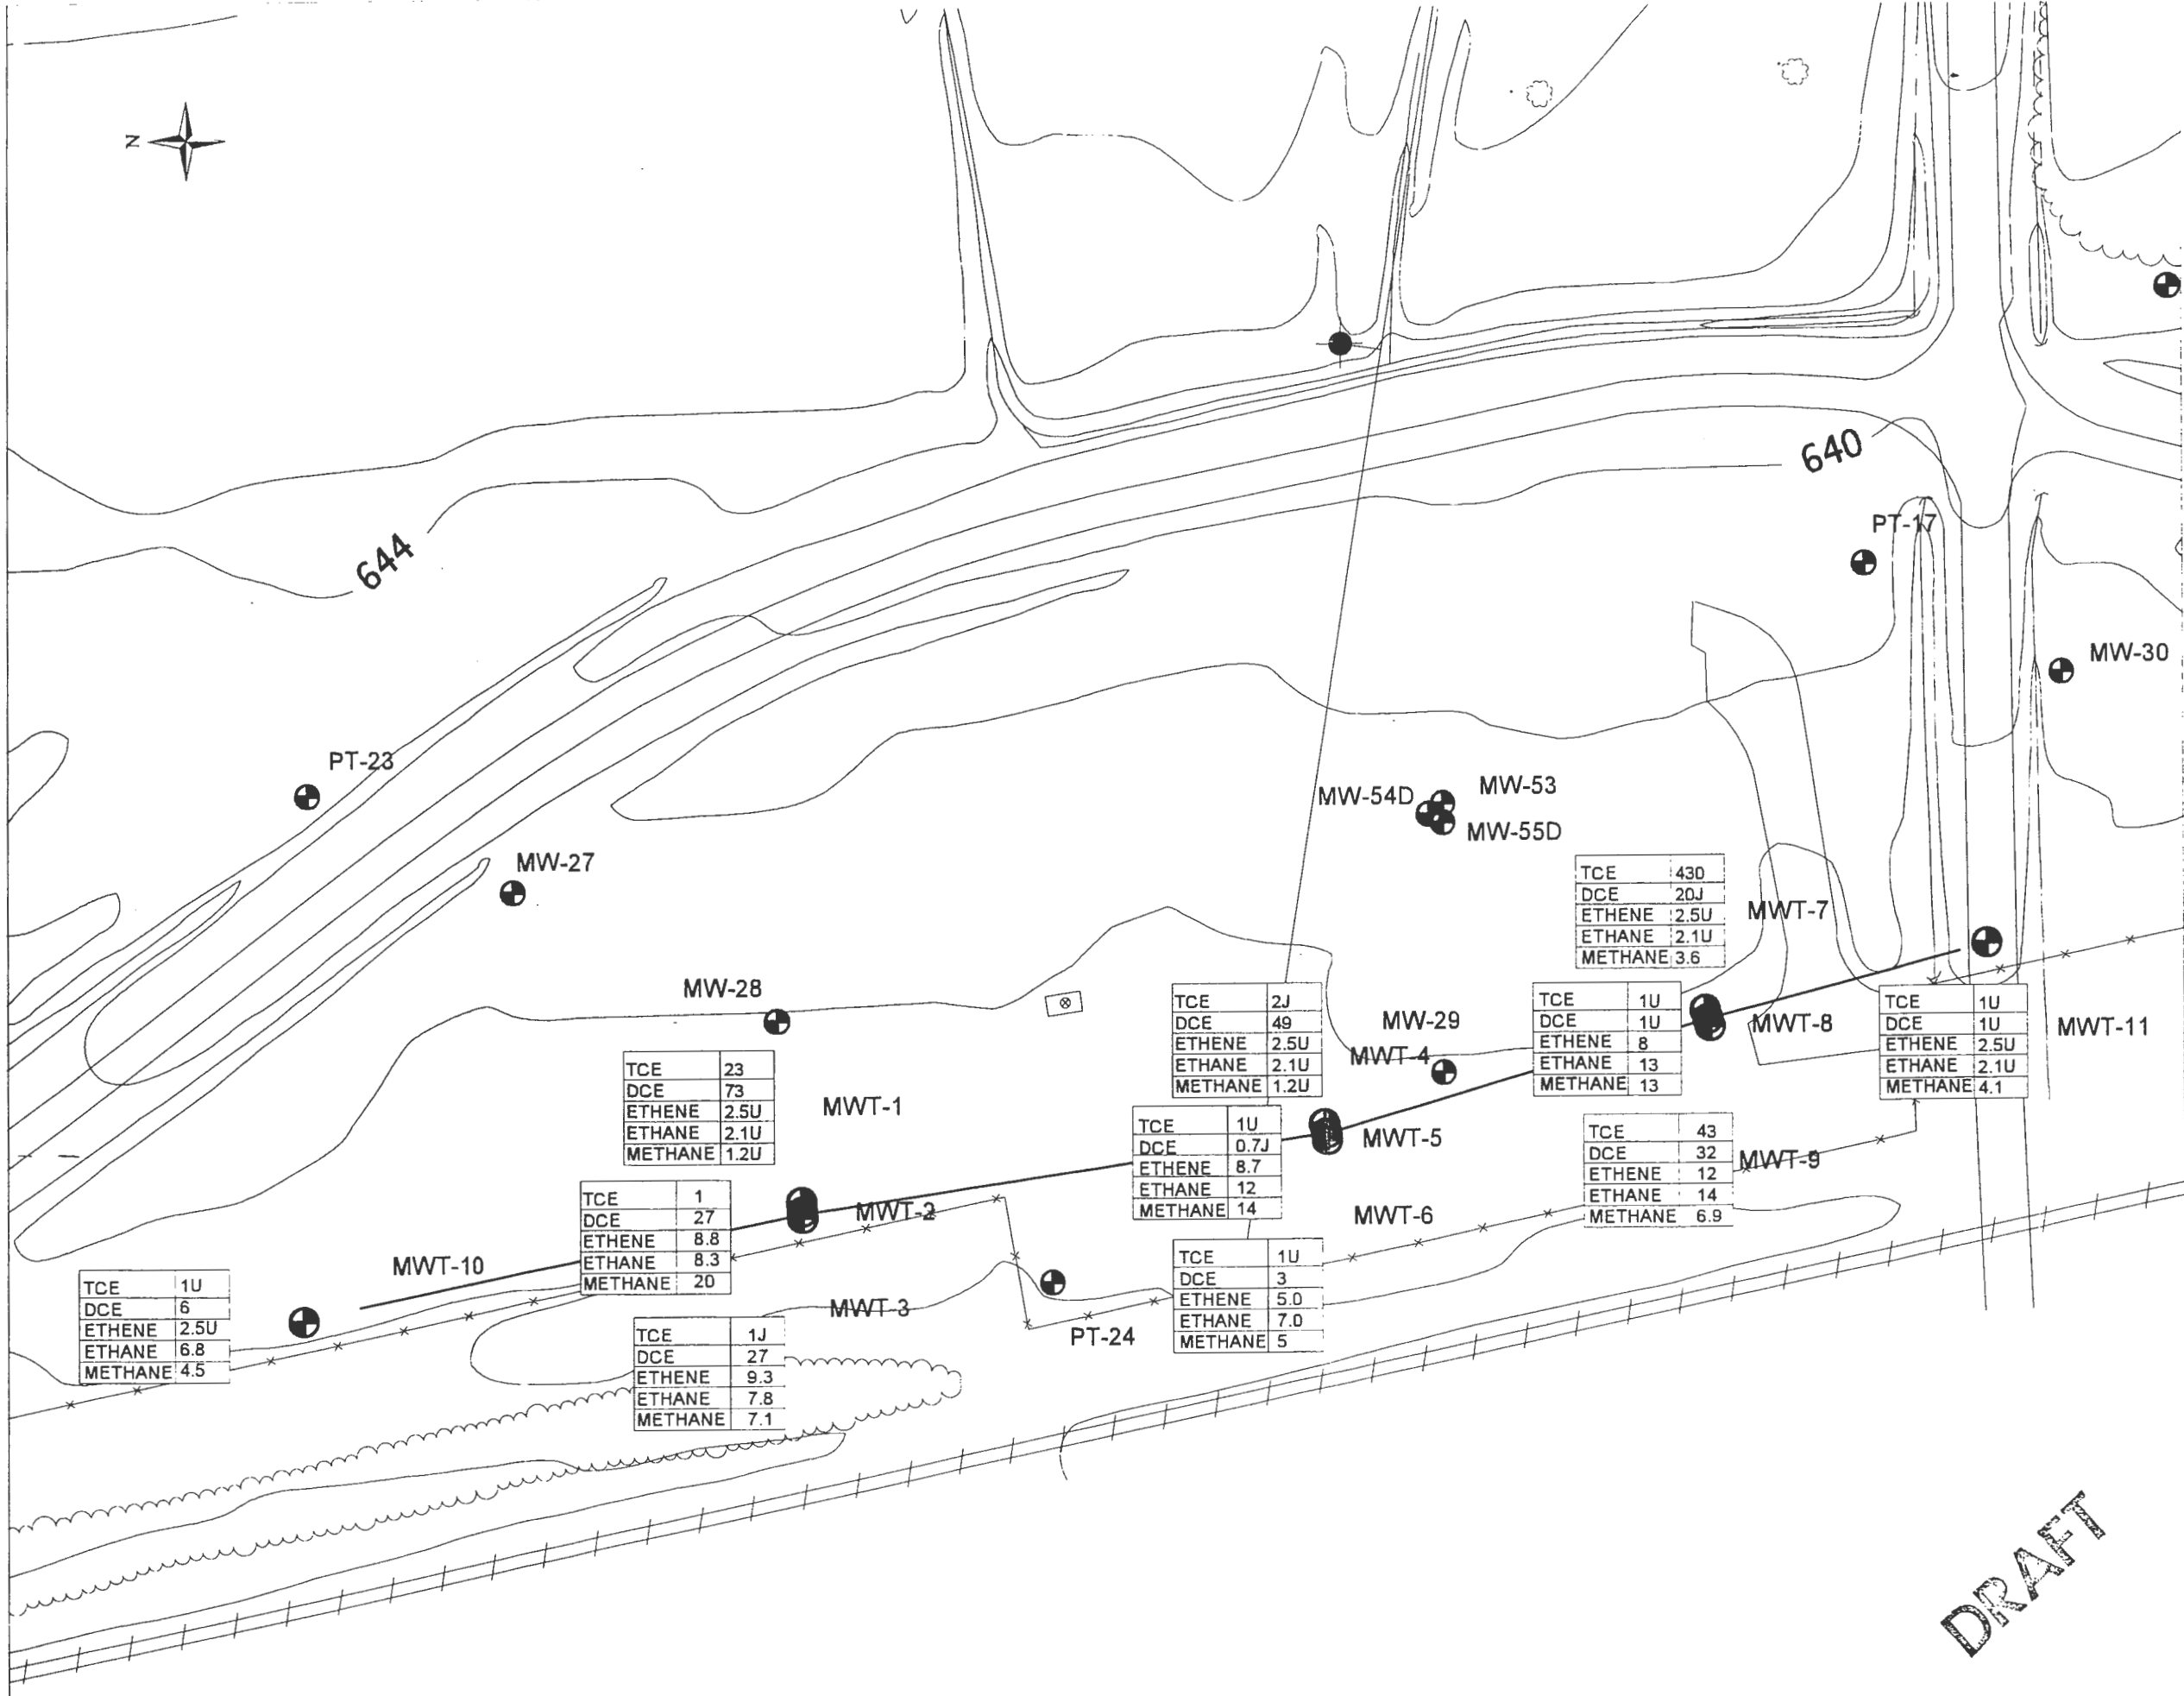 N
640
PT-17
644
MW-30
PT-23
MW-54D
MW-53
MW-55D
MW-27
TCE 430
DCE 20J
ETHENE 2.5U
ETHANE 2.1U
METHANE 3.6
MWT-7
MW-28
TCE 2J
DCE 49
ETHENE 2.5U
ETHANE 2.1U
METHANE 1.2U
MW-29
MWT-4
TCE 1U
DCE 1U
ETHENE 8
ETHANE 13
METHANE 13
MWT-8
TCE 1U
DCE 1U
ETHENE 2.5U
ETHANE 2.1U
METHANE 4.1
MWT-11
TCE 23
DCE 73
ETHENE 2.5U
ETHANE 2.1U
METHANE 1.2U
MWT-1
TCE 1U
DCE 0.7J
ETHENE 8.7
ETHANE 12
METHANE 14
MWT-5
TCE 43
DCE 32
ETHENE 12
ETHANE 14
METHANE 6.9
MWT-9
TCE 1
DCE 27
ETHENE 8.8
ETHANE 8.3
METHANE 20
MWT-2
MWT-6
MWT-10
TCE 1U
DCE 6
ETHENE 2.5U
ETHANE 6.8
METHANE 4.5
TCE 1U
DCE 3
ETHENE 5.0
ETHANE 7.0
METHANE 5
MWT-3
PT-24
TCE 1J
DCE 27
ETHENE 9.3
ETHANE 7.8
METHANE 7.1
DRAFT